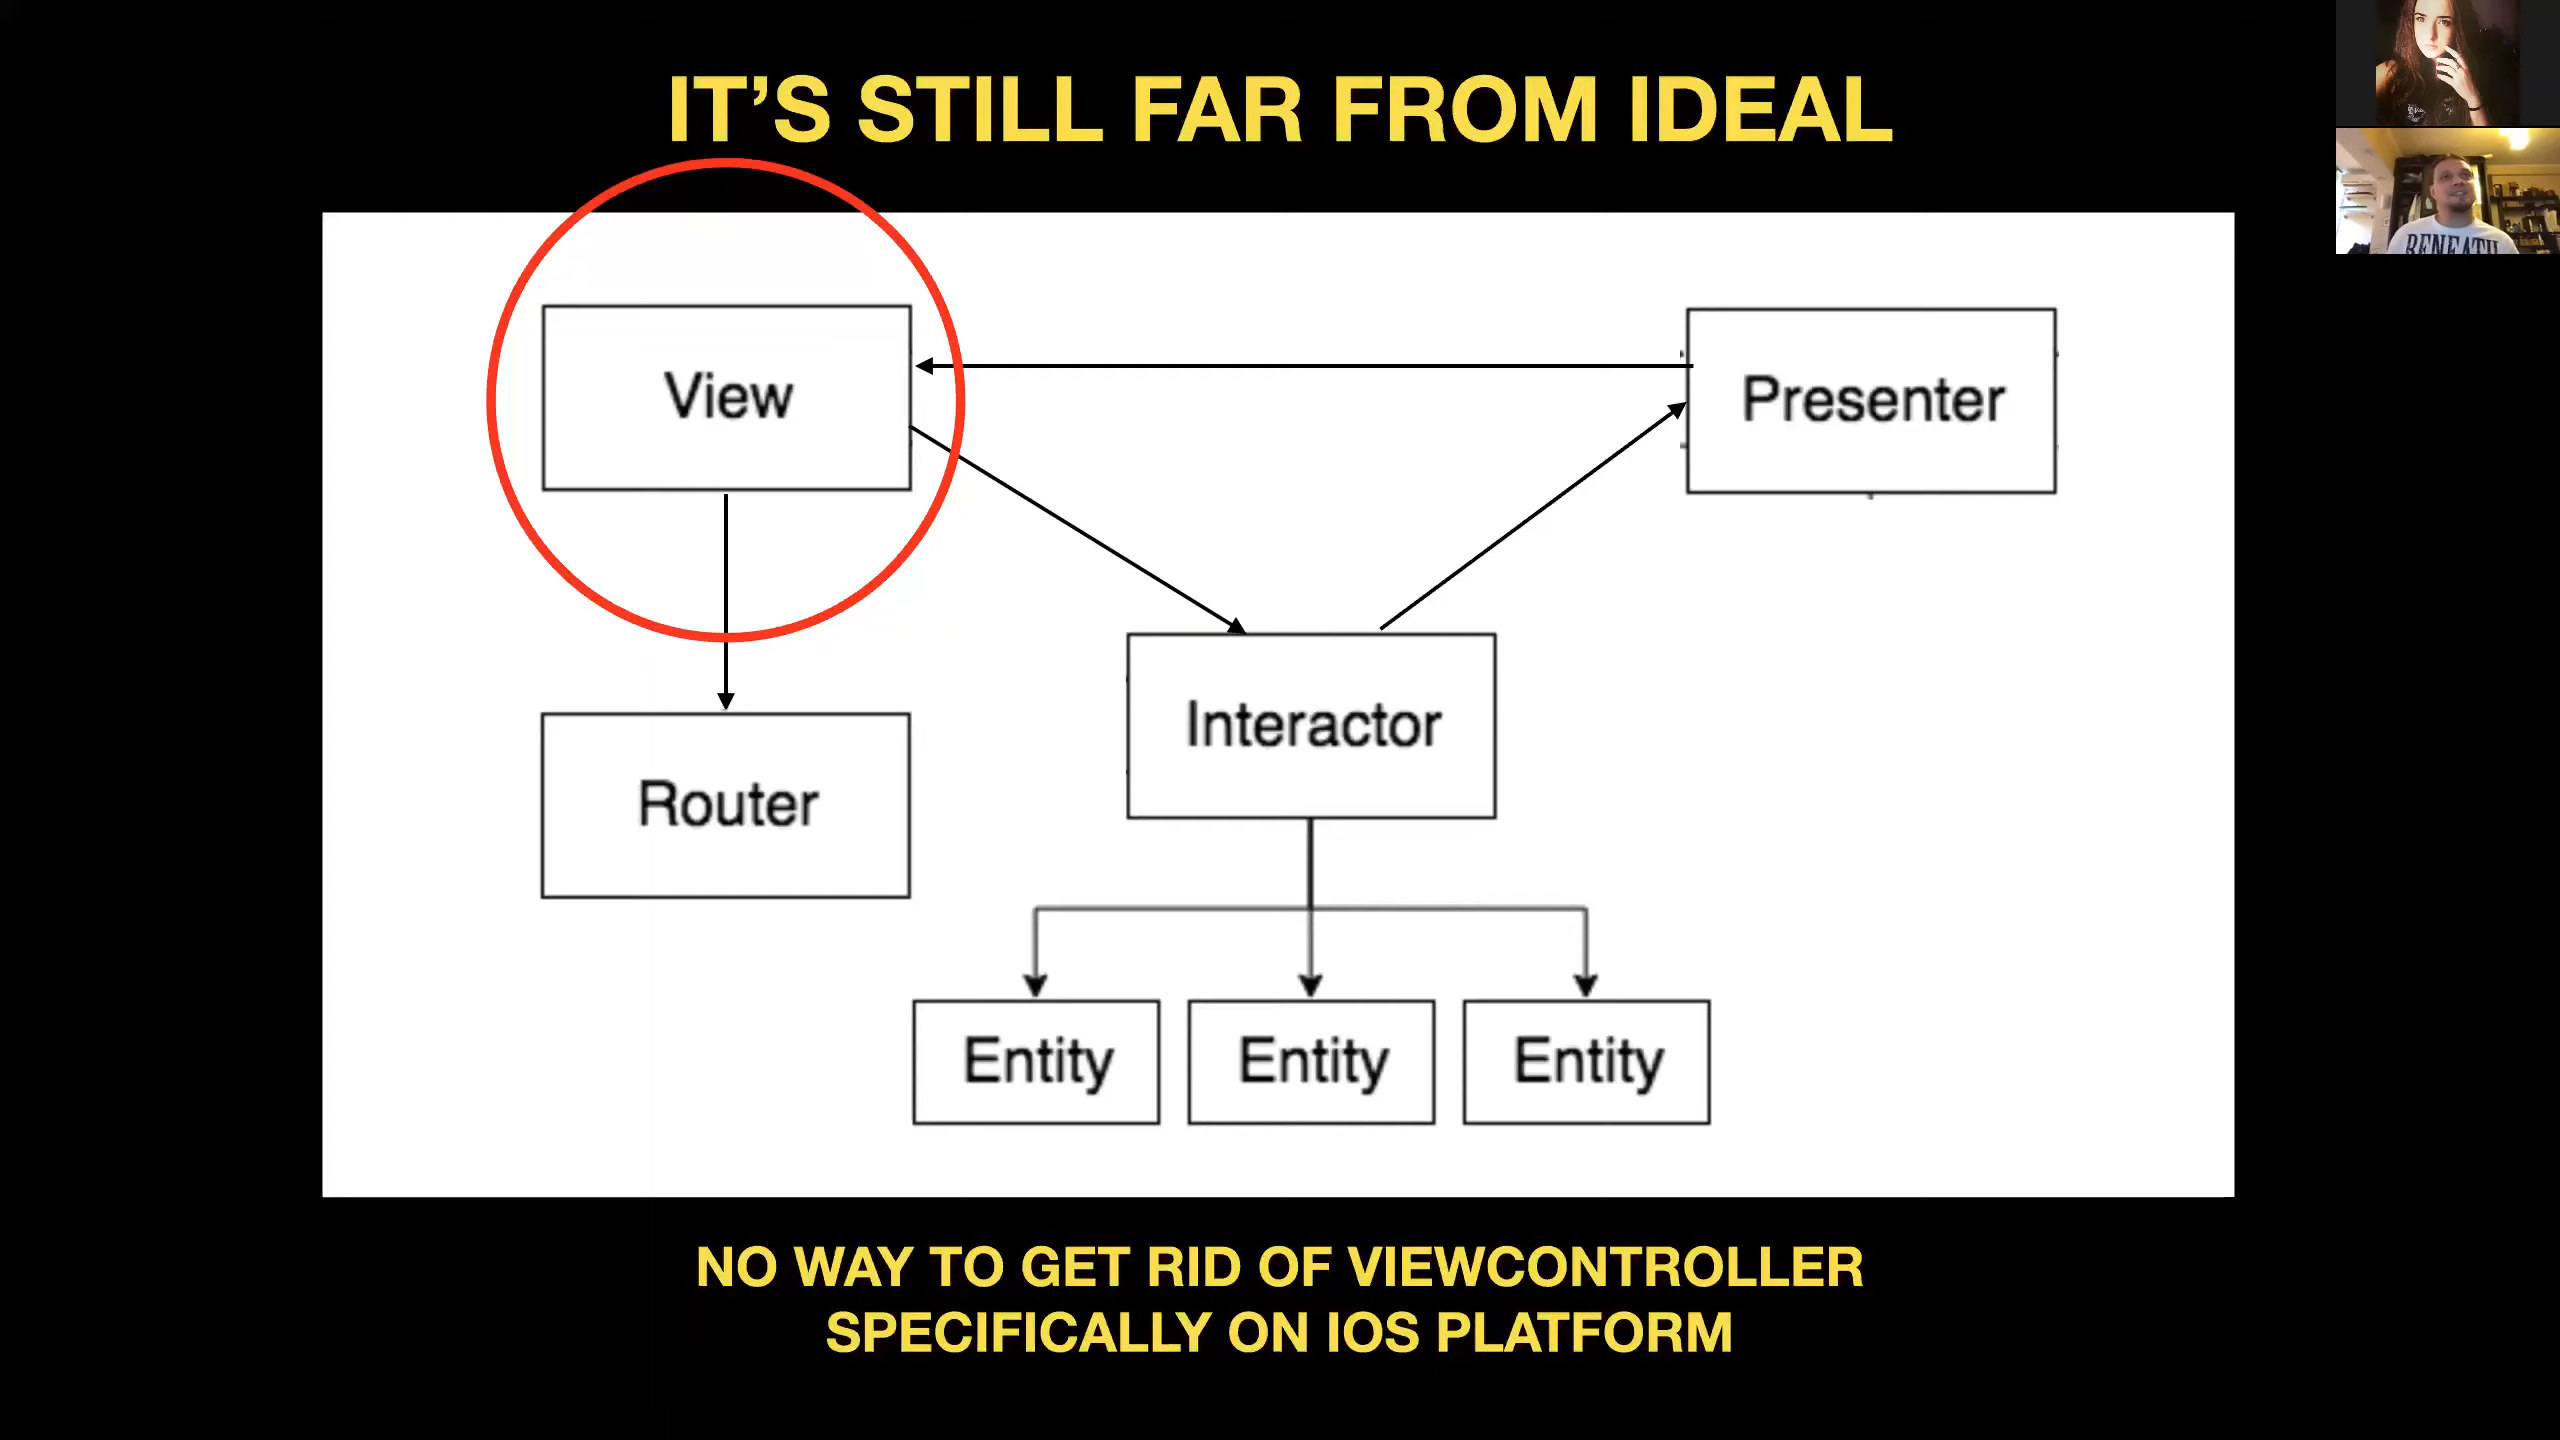 IT'S STILL FAR FROM IDEAL
View
Presenter
Router
Interactor
Entity
Entity
Entity
NO WAY TO GET RID OF VIEWCONTROLLER
SPECIFICALLY ON IOS PLATFORM
BENEATH